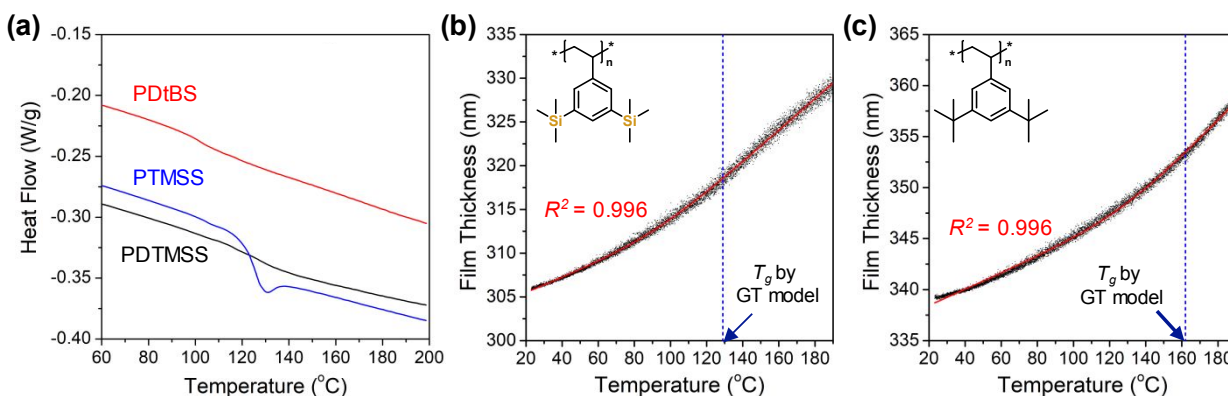 (a)
-0.15
-0.20
-0.25
-0.30
-0.35
-0.40
Heat Flow (W/g)
PDtBS
PTMSS
PDTMSS
60 80 100 120 140 160 180 200
Temperature (°C)
(b)
335
330
325
320
315
310
305
300
Film Thickness (nm)
* * n
Si Si
R² = 0.996
Tg by
GT model
20 40 60 80 100 120 140 160 180
Temperature (°C)
(c)
365
360
355
350
345
340
335
Film Thickness (nm)
* * n
R² = 0.996
Tg by
GT model
20 40 60 80 100 120 140 160 180
Temperature (°C)